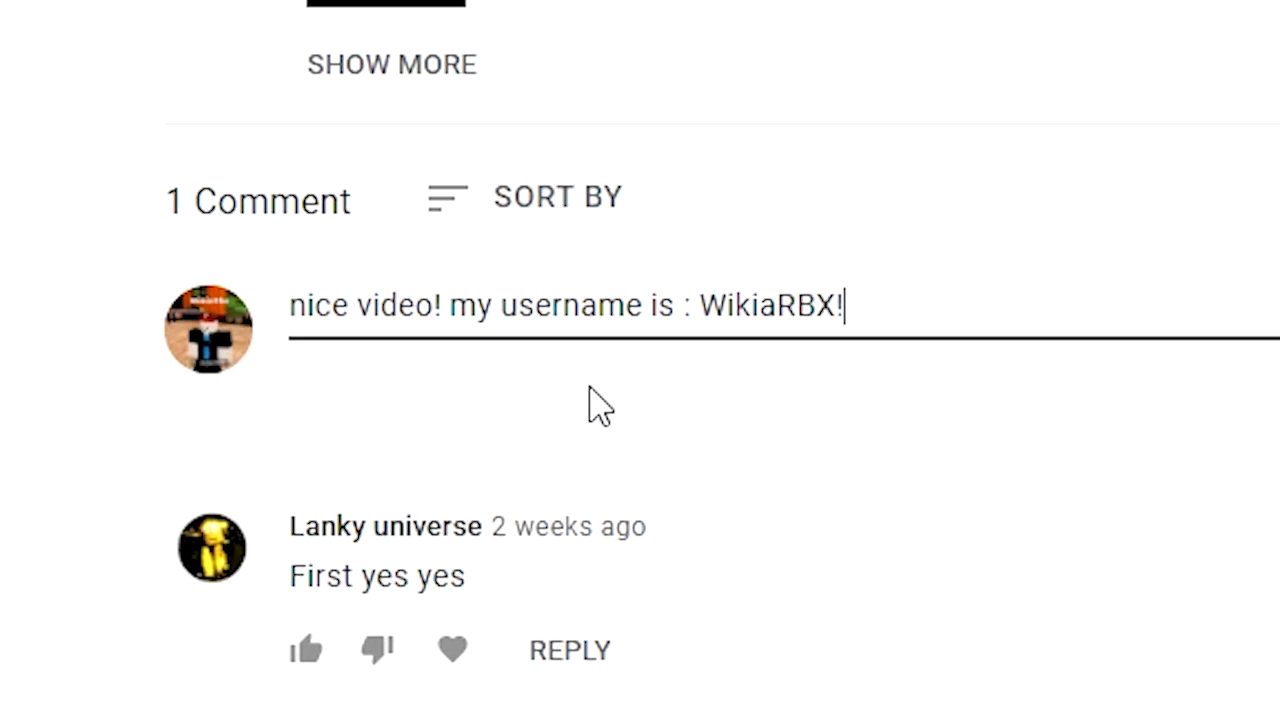 SHOW MORE
1 Comment
SORT BY
nice video! my username is : WikiaRBX!
Lanky universe 2 weeks ago
First yes yes
REPLY